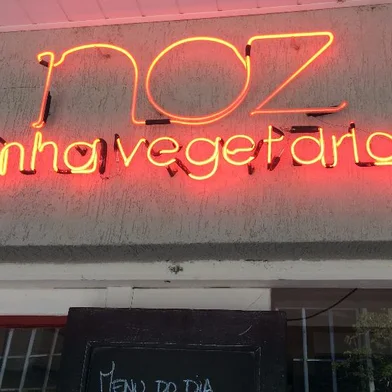 noz
nha vegetaria
MENU DO DIA